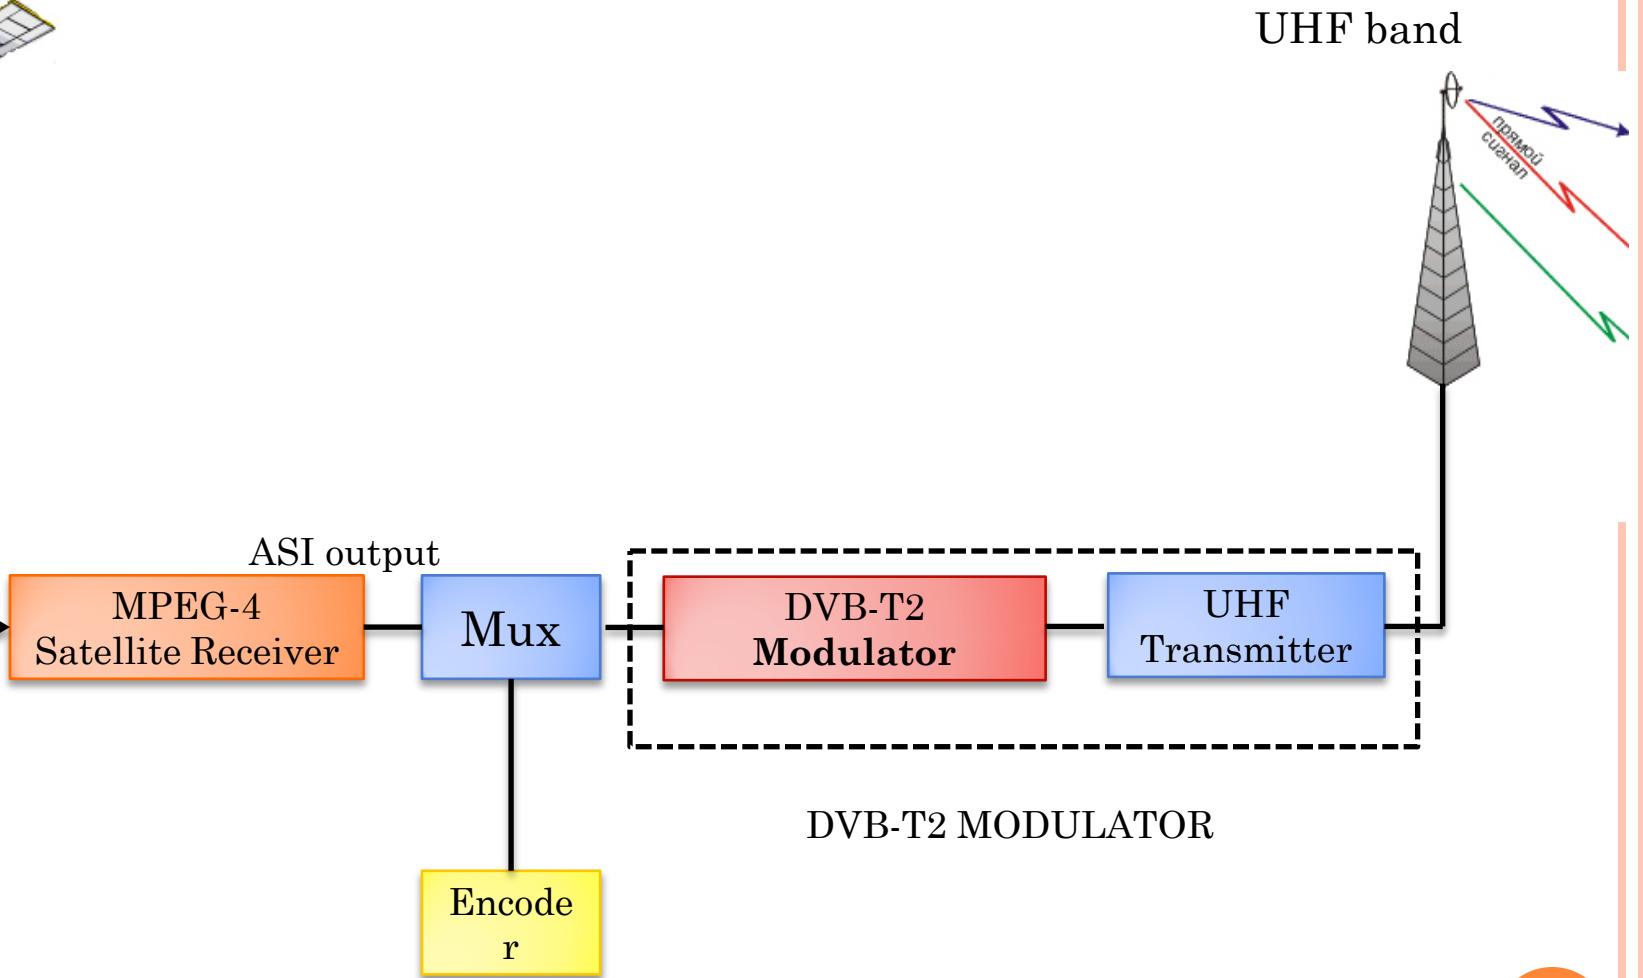 UHF band
прямой
сигнал
ASI output
MPEG-4
Satellite Receiver
Mux
DVB-T2
Modulator
UHF
Transmitter
DVB-T2 MODULATOR
Encode
r